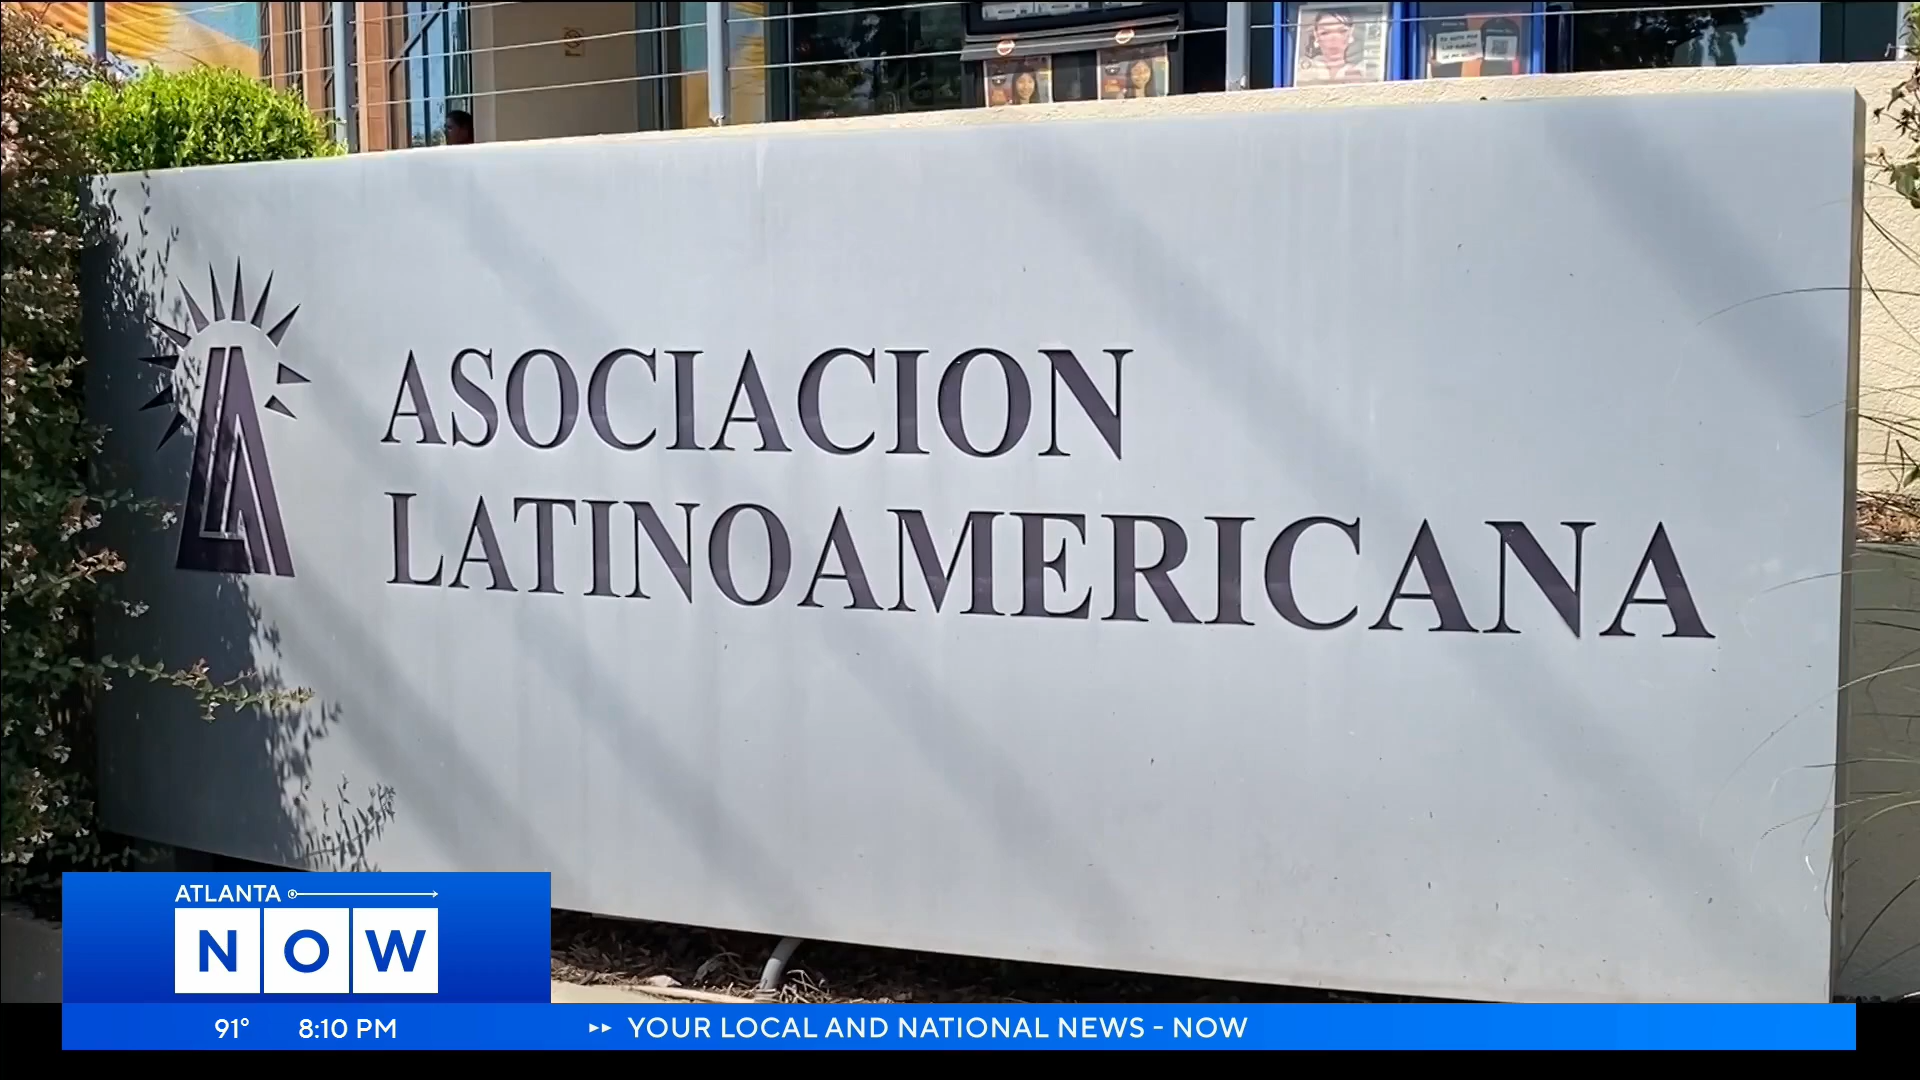 ASOCIACION
LATINOAMERICANA
ATLANTA
NOW
91° 8:10 PM
YOUR LOCAL AND NATIONAL NEWS - NOW